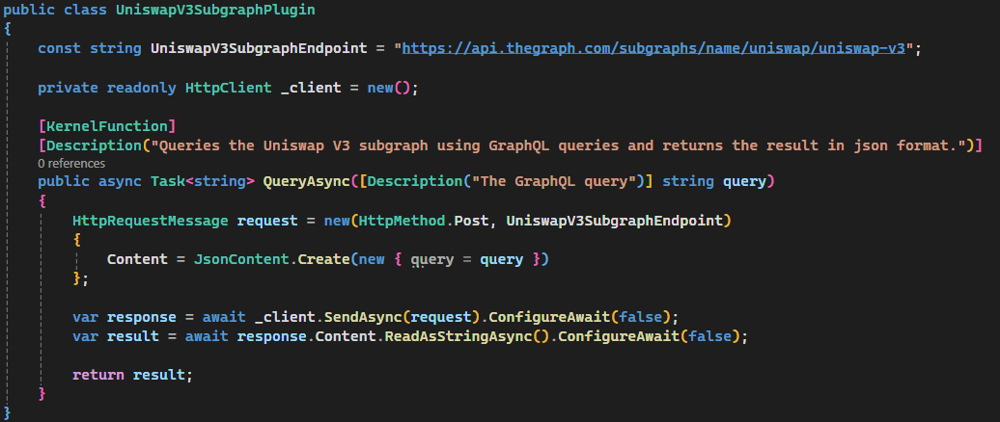 public class UniswapV3SubgraphPlugin
{
const string UniswapV3SubgraphEndpoint = "https://api.thegraph.com/subgraphs/name/uniswap/uniswap-v3";
private readonly HttpClient _client = new();
[KernelFunction]
[Description("Queries the Uniswap V3 subgraph using GraphQL queries and returns the result in json format.")]
0 references
public async Task<string> QueryAsync([Description("The GraphQL query")] string query)
{
HttpRequestMessage request = new(HttpMethod.Post, UniswapV3SubgraphEndpoint)
{
Content = JsonContent.Create(new { query = query })
};
var response = await _client.SendAsync(request).ConfigureAwait(false);
var result = await response.Content.ReadAsStringAsync().ConfigureAwait(false);
return result;
}
}